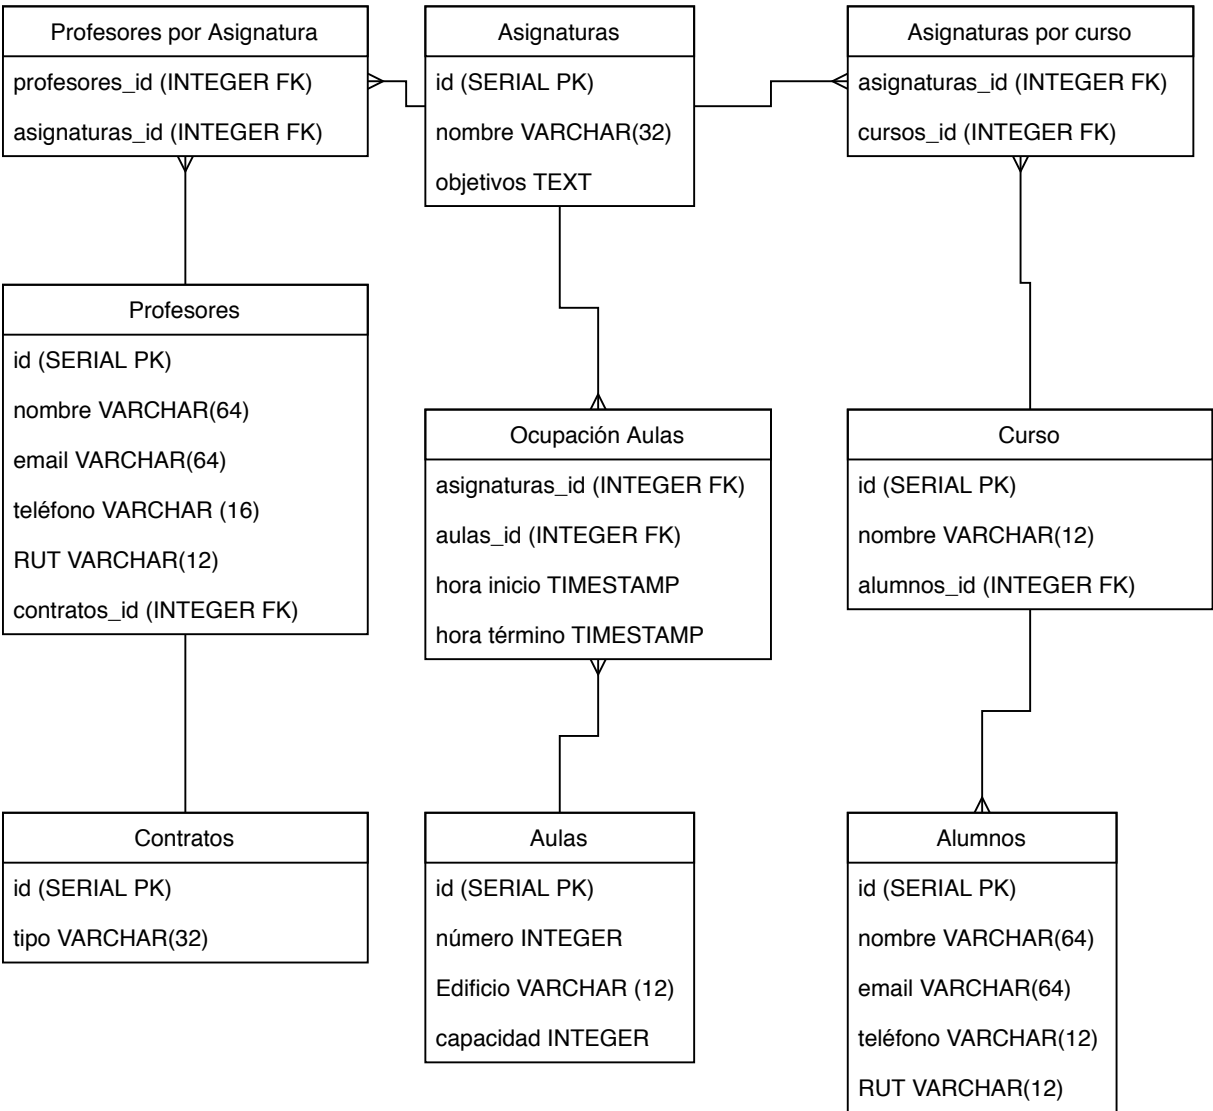 Profesores por Asignatura
profesores_id (INTEGER FK)
asignaturas_id (INTEGER FK)
Asignaturas
id (SERIAL PK)
nombre VARCHAR(32)
objetivos TEXT
Asignaturas por curso
asignaturas_id (INTEGER FK)
cursos_id (INTEGER FK)
Profesores
id (SERIAL PK)
nombre VARCHAR(64)
email VARCHAR(64)
teléfono VARCHAR (16)
RUT VARCHAR(12)
contratos_id (INTEGER FK)
Ocupación Aulas
asignaturas_id (INTEGER FK)
aulas_id (INTEGER FK)
hora inicio TIMESTAMP
hora término TIMESTAMP
Curso
id (SERIAL PK)
nombre VARCHAR(12)
alumnos_id (INTEGER FK)
Contratos
id (SERIAL PK)
tipo VARCHAR(32)
Aulas
id (SERIAL PK)
número INTEGER
Edificio VARCHAR (12)
capacidad INTEGER
Alumnos
id (SERIAL PK)
nombre VARCHAR(64)
email VARCHAR(64)
teléfono VARCHAR(12)
RUT VARCHAR(12)